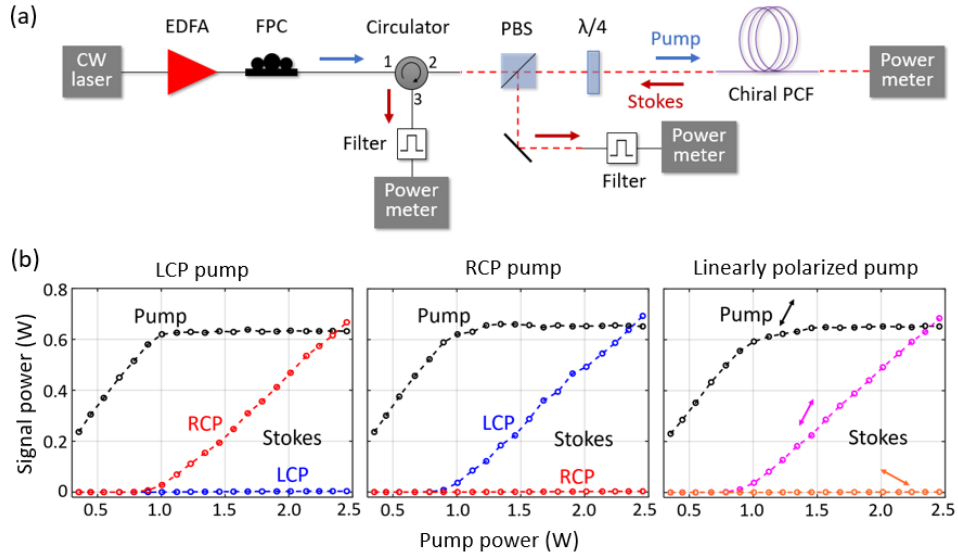 (a)
EDFA
FPC
Circulator
PBS
λ/4
CW
laser
1
2
3
Pump
Stokes
Chiral PCF
Power
meter
Filter
Power
meter
Filter
Power
meter
(b)
LCP pump
RCP pump
Linearly polarized pump
Signal power (W)
0.8
0.6
0.4
0.2
0
Pump
RCP
Stokes
LCP
0.5
1.0
1.5
2.0
2.5
Pump
LCP
Stokes
RCP
0.5
1.0
1.5
2.0
2.5
Pump
Stokes
0.5
1.0
1.5
2.0
2.5
Pump power (W)